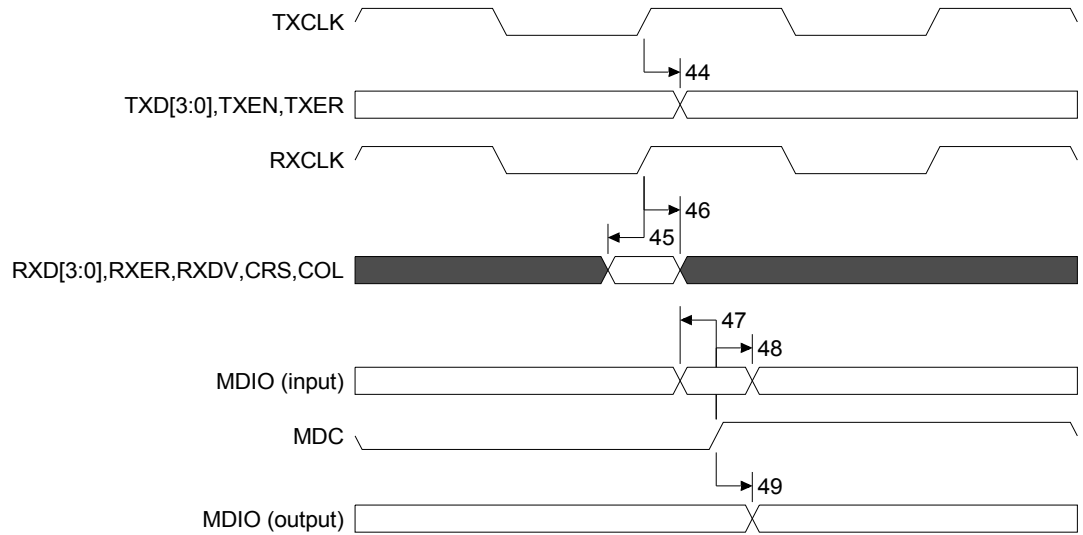 TXCLK
44
TXD[3:0],TXEN,TXER
RXCLK
46
45
RXD[3:0],RXER,RXDV,CRS,COL
47
48
MDIO (input)
MDC
49
MDIO (output)